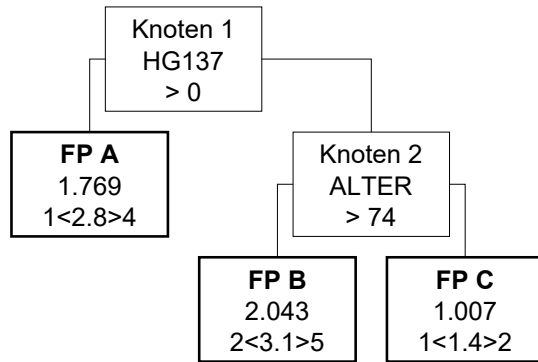 Knoten 1
HG137
> 0
FP A
1.769
1<2.8>4
Knoten 2
ALTER
> 74
FP B
2.043
2<3.1>5
FP C
1.007
1<1.4>2